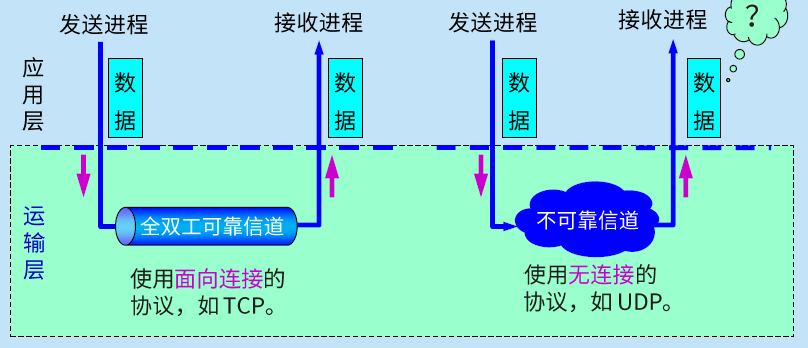 发送进程
接收进程
发送进程
接收进程
？
应用层
数据
数据
数据
数据
运输层
全双工可靠信道
不可靠信道
使用面向连接的
协议，如 TCP。
使用无连接的
协议，如 UDP。